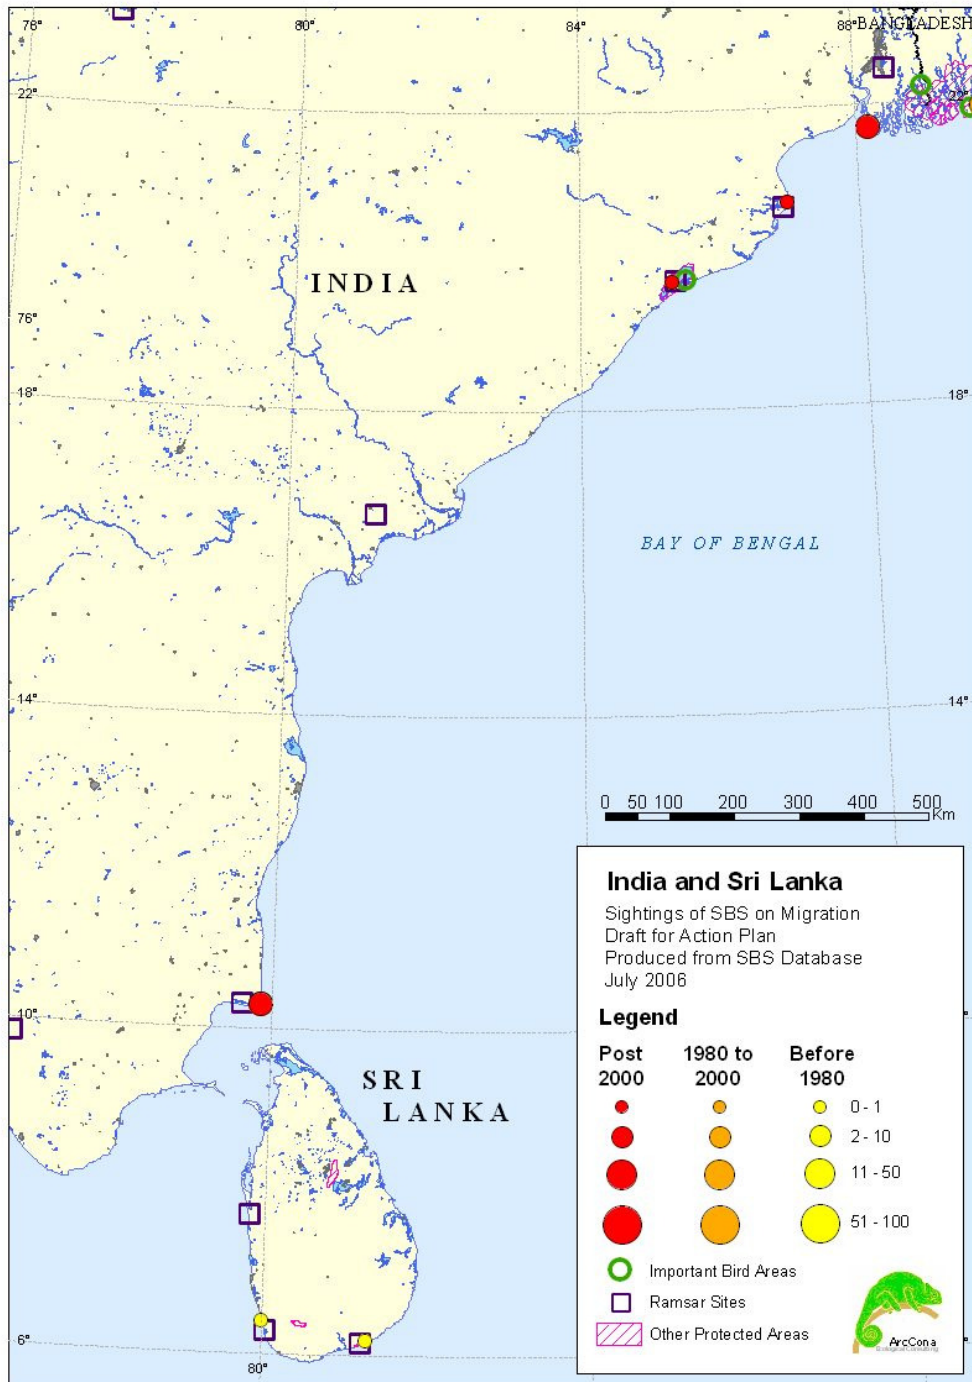 76°
80°
84°
88°
BANGLADESH
22°
22°
INDIA
76°
18°
18°
BAY OF BENGAL
14°
14°
0 50 100 200 300 400 500
Km
India and Sri Lanka
Sightings of SBS on Migration
Draft for Action Plan
Produced from SBS Database
July 2006
10°
Legend
Post 2000
1980 to 2000
Before 1980
SRI
LANKA
0 - 1
2 - 10
11 - 50
51 - 100
Important Bird Areas
Ramsar Sites
Other Protected Areas
ArcCona
Ecological Consulting
6°
80°